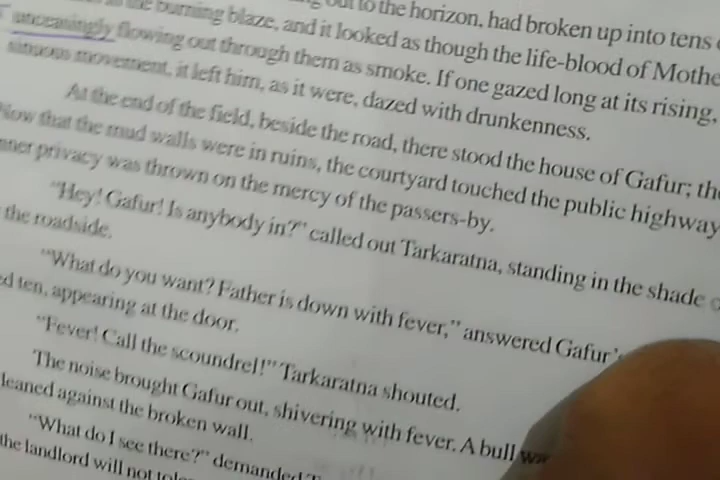 out to the horizon, had broken up into tens
the burning blaze, and it looked as though the life-blood of Mothe
unceasingly flowing out through them as smoke. If one gazed long at its rising,
sinuous movement, it left him, as it were, dazed with drunkenness.
At the end of the field, beside the road, there stood the house of Gafur; the
Now that the mud walls were in ruins, the courtyard touched the public highway
nner privacy was thrown on the mercy of the passers-by.
"Hey! Gafur! Is anybody in?" called out Tarkaratna, standing in the shade o
the roadside.
"What do you want? Father is down with fever," answered Gafur'
ed ten, appearing at the door.
"Fever! Call the scoundrel!" Tarkaratna shouted.
The noise brought Gafur out, shivering with fever. A bull
leaned against the broken wall.
"What do I see there?" demanded T
the landlord will not tole